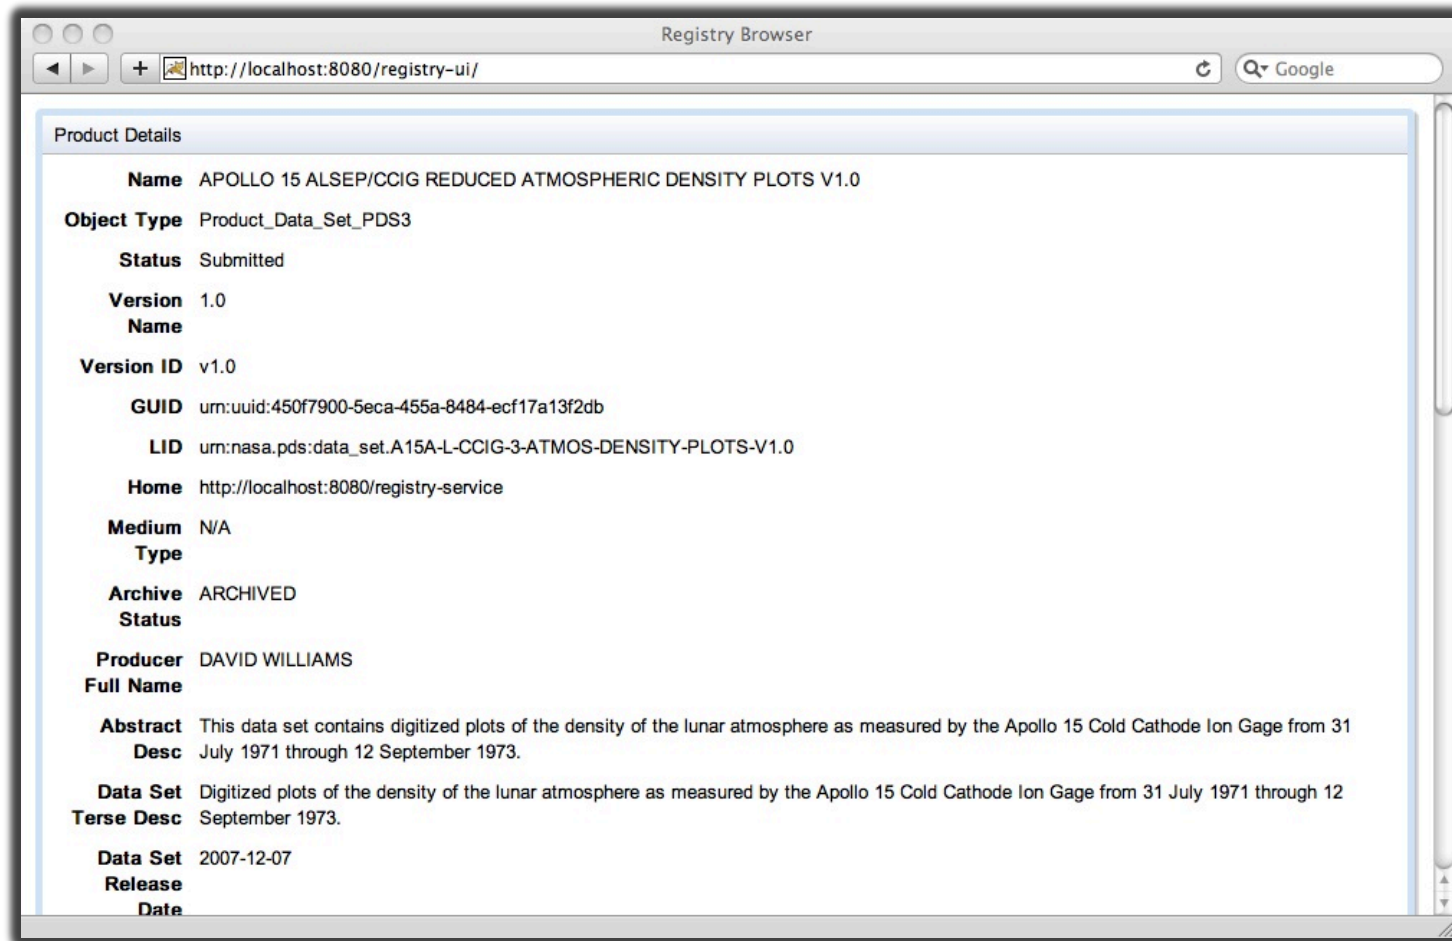 Registry Browser
+ http://localhost:8080/registry-ui/ Google
Product Details
Name APOLLO 15 ALSEP/CCIG REDUCED ATMOSPHERIC DENSITY PLOTS V1.0
Object Type Product_Data_Set_PDS3
Status Submitted
Version 1.0
Name
Version ID v1.0
GUID urn:uuid:450f7900-5eca-455a-8484-ecf17a13f2db
LID urn:nasa.pds:data_set.A15A-L-CCIG-3-ATMOS-DENSITY-PLOTS-V1.0
Home http://localhost:8080/registry-service
Medium N/A
Type
Archive ARCHIVED
Status
Producer DAVID WILLIAMS
Full Name
Abstract This data set contains digitized plots of the density of the lunar atmosphere as measured by the Apollo 15 Cold Cathode Ion Gage from 31
Desc July 1971 through 12 September 1973.
Data Set Digitized plots of the density of the lunar atmosphere as measured by the Apollo 15 Cold Cathode Ion Gage from 31 July 1971 through 12
Terse Desc September 1973.
Data Set 2007-12-07
Release
Date